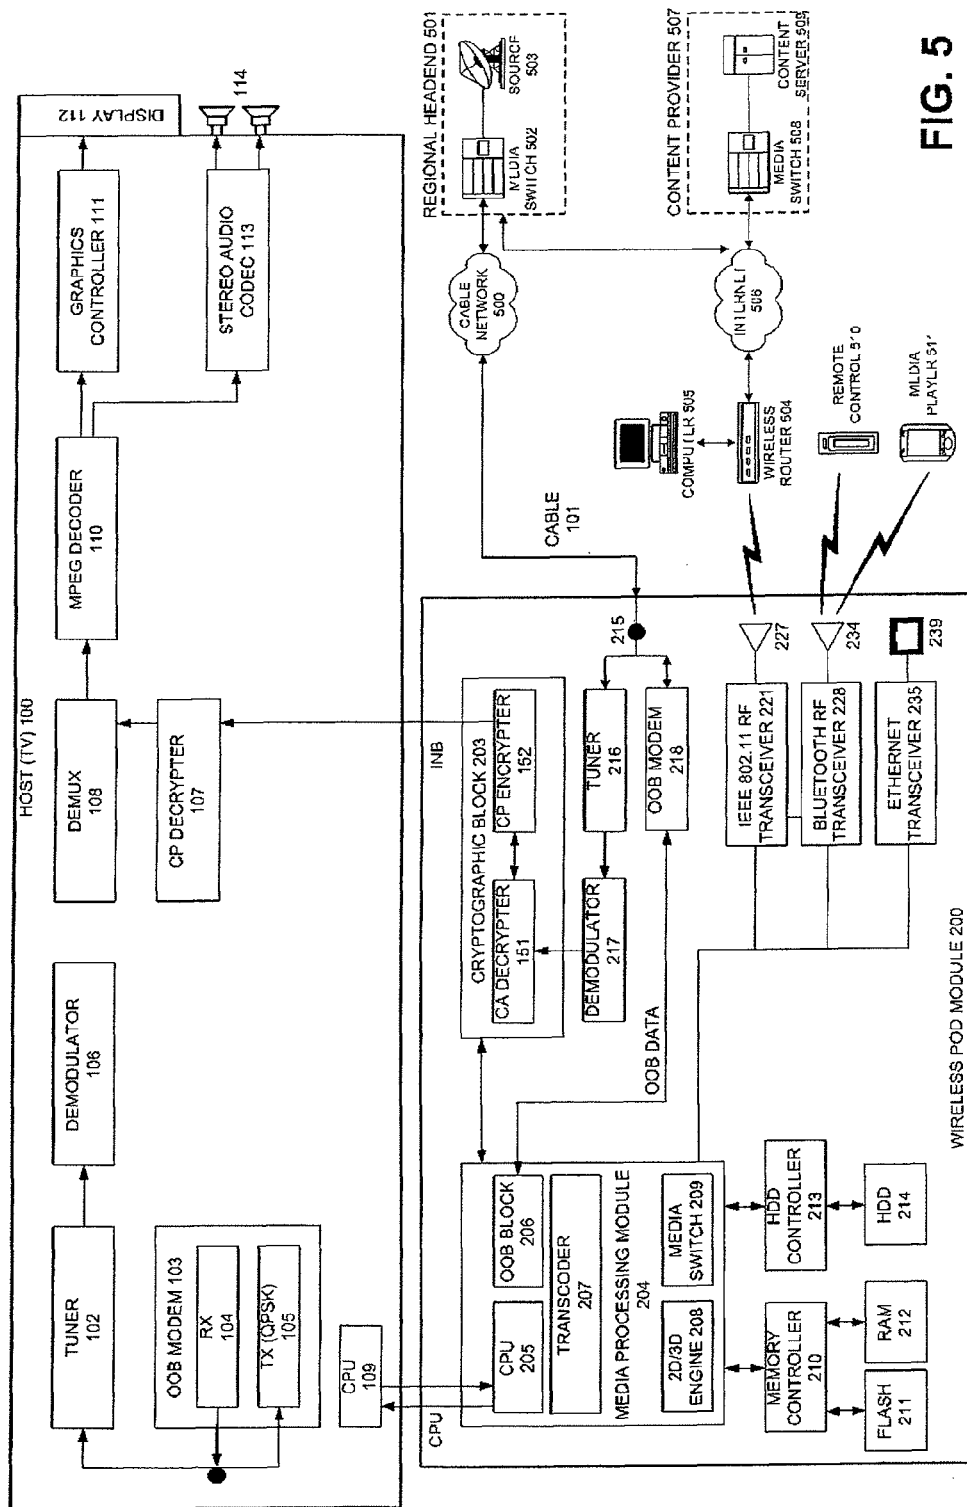 HOST (TV) 100
TUNER
102
DEMODULATOR
106
DEMUX
108
MPEG DECODER
110
GRAPHICS
CONTROLLER 111
DISPLAY 112
OOB MODEM 103
RX
104
TX (QPSK)
105
CP DECRYPTER
107
STEREO AUDIO
CODEC 113
114
CPU
109
CPU
INB
CPU
205
OOB BLOCK
206
TRANSCODER
207
MEDIA PROCESSING MODULE
204
2D/3D
ENGINE 208
MEDIA
SWITCH 209
CRYPTOGRAPHIC BLOCK 203
CA DECRYPTER
151
CP ENCRYPTER
152
DEMODULATOR
217
TUNER
216
OOB MODEM
218
215
OOB DATA
MEMORY
CONTROLLER
210
HDD
CONTROLLER
213
FLASH
211
RAM
212
HDD
214
IEEE 802.11 RF
TRANSCEIVER 221
227
BLUETOOTH RF
TRANSCEIVER 228
234
ETHERNET
TRANSCEIVER 235
239
WIRELESS POD MODULE 200
CABLE
101
CABLE
NETWORK
500
REGIONAL HEADEND 501
MEDIA
SWITCH 502
SOURCE
503
COMPUTER 505
WIRELESS
ROUTER 504
INTERNET
506
CONTENT PROVIDER 507
MEDIA
SWITCH 508
CONTENT
SERVER 509
REMOTE
CONTROL 510
MEDIA
PLAYER 511
FIG. 5